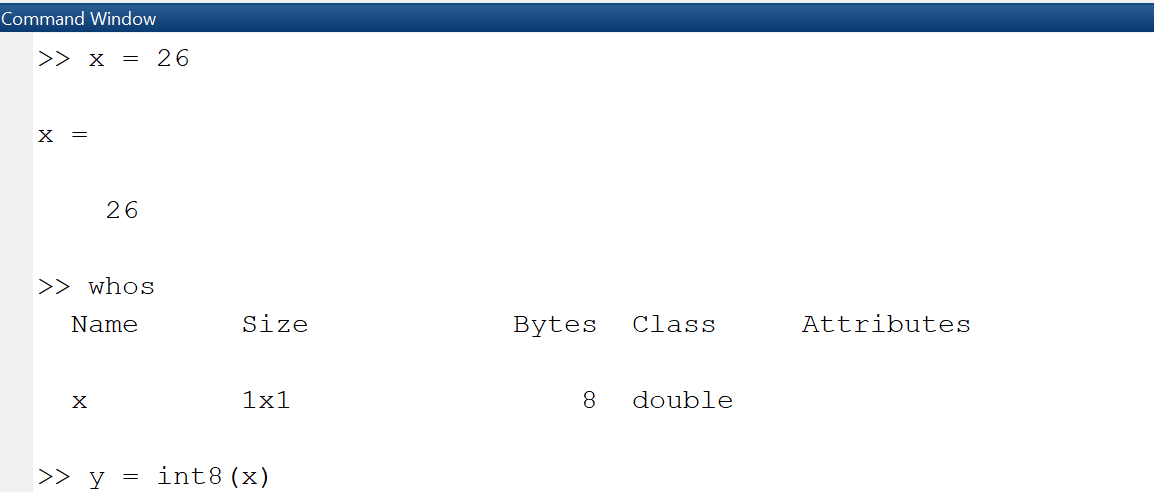 Command Window
>> x = 26
x =
26
>> whos
Name Size Bytes Class Attributes
x 1x1 8 double
>> y = int8(x)